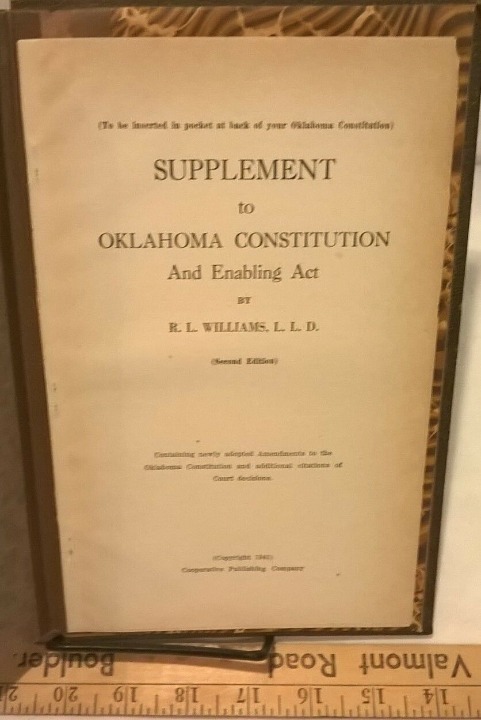 (To be inserted in pocket at back of your Oklahoma Constitution)
SUPPLEMENT
to
OKLAHOMA CONSTITUTION
And Enabling Act
BY
R. L. WILLIAMS, L. L. D.
(Second Edition)
Containing newly adopted Amendments to the
Oklahoma Constitution and additional citations of
Court decisions.
(Copyright
Cooperative Publishing Company
Valmont Road Boulder.
14 15 16 17 18 19 20